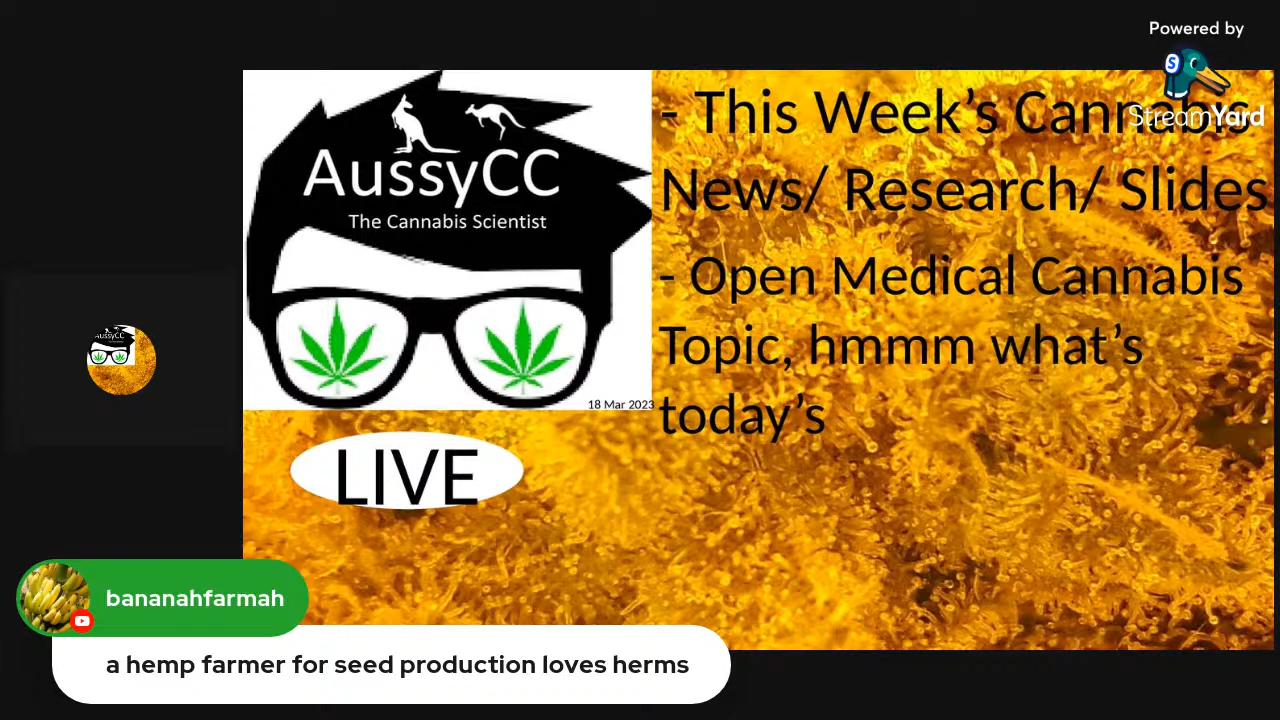 Powered by
StreamYard
- This Week's Cannabis
News/ Research/ Slides
- Open Medical Cannabis
Topic, hmmm what's
today's
AussyCC
The Cannabis Scientist
18 Mar 2023
LIVE
AussyCC
bananahfarmah
a hemp farmer for seed production loves herms